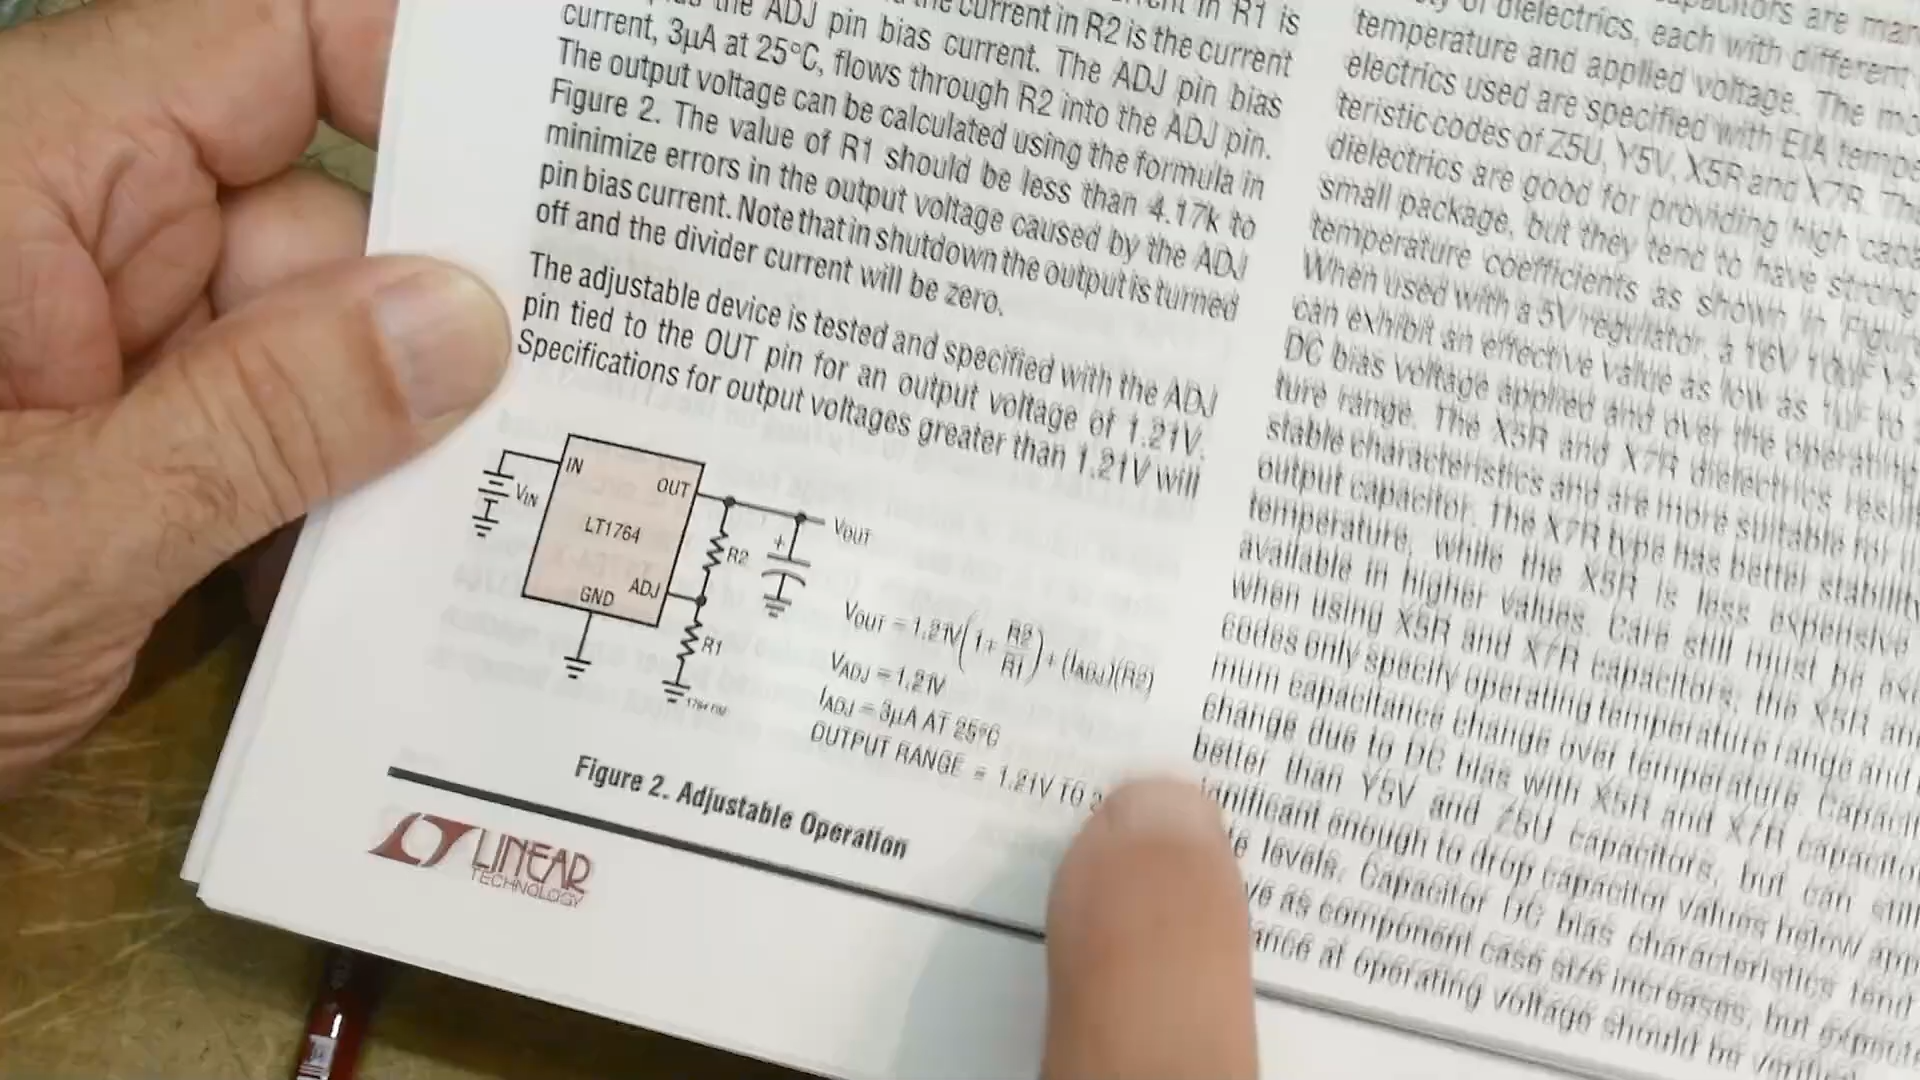 the ADJ pin bias current. The ADJ pin bias
the current in R2 is the current
current, 3µA at 25°C, flows through R2 into the ADJ pin.
The output voltage can be calculated using the formula in
Figure 2. The value of R1 should be less than 4.17k to
minimize errors in the output voltage caused by the ADJ
pin bias current. Note that in shutdown the output is turned
off and the divider current will be zero.
The adjustable device is tested and specified with the ADJ
pin tied to the OUT pin for an output voltage of 1.21V.
Specifications for output voltages greater than 1.21V will
IN
OUT
VIN
LT1764
ADJ
GND
R2
R1
+
VOUT
VOUT = 1.21V(1+ R2/R1) + (IADJ)(R2)
VADJ = 1.21V
IADJ = 3µA AT 25°C
OUTPUT RANGE = 1.21V TO
Figure 2. Adjustable Operation
LINEAR
TECHNOLOGY
of dielectrics, each with different
temperature and applied voltage. The
electrics used are specified with EIA
teristic codes of Z5U, Y5V, X5R and X7R.
dielectrics are good for providing high
small package, but they tend to have strong
temperature coefficients as shown in
When used with a 5V regulator, a 16V 10µF
can exhibit an effective value as low as 1µF to
DC bias voltage applied and over the operating
ture range. The X5R and X7R dielectrics
stable characteristics and are more suitable for
output capacitor. The X7R type has better stability
temperature, while the X5R is less expensive
available in higher values. Care still must be
when using X5R and X7R capacitors; the X5R
codes only specify operating temperature range and
mum capacitance change over temperature.
change due to DC bias with X5R and X7R
better than Y5V and Z5U capacitors, but can still
significant enough to drop capacitor values below
levels. Capacitor DC bias characteristics tend
as component case size increases, but
at operating voltage should be